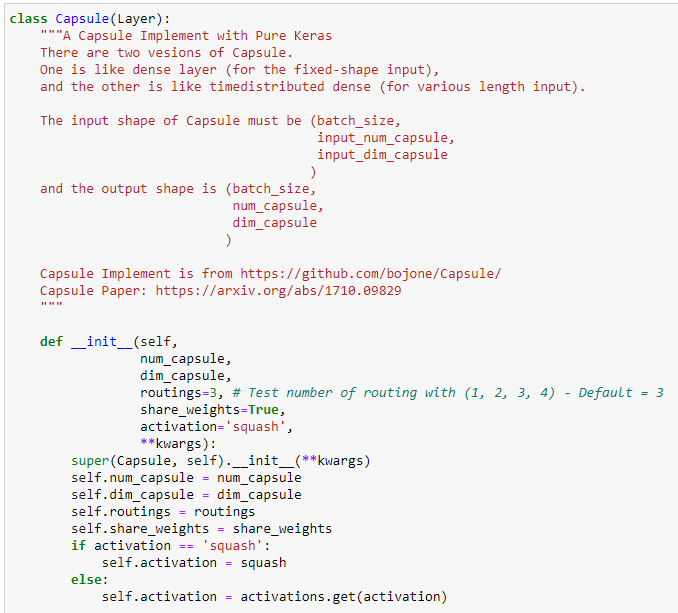 class Capsule(Layer):
    """A Capsule Implement with Pure Keras
    There are two vesions of Capsule.
    One is like dense layer (for the fixed-shape input),
    and the other is like timedistributed dense (for various length input).

    The input shape of Capsule must be (batch_size,
                                        input_num_capsule,
                                        input_dim_capsule
                                       )
    and the output shape is (batch_size,
                             num_capsule,
                             dim_capsule
                            )

    Capsule Implement is from https://github.com/bojone/Capsule/
    Capsule Paper: https://arxiv.org/abs/1710.09829
    """

    def __init__(self,
                 num_capsule,
                 dim_capsule,
                 routings=3, # Test number of routing with (1, 2, 3, 4) - Default = 3
                 share_weights=True,
                 activation='squash',
                 **kwargs):
        super(Capsule, self).__init__(**kwargs)
        self.num_capsule = num_capsule
        self.dim_capsule = dim_capsule
        self.routings = routings
        self.share_weights = share_weights
        if activation == 'squash':
            self.activation = squash
        else:
            self.activation = activations.get(activation)